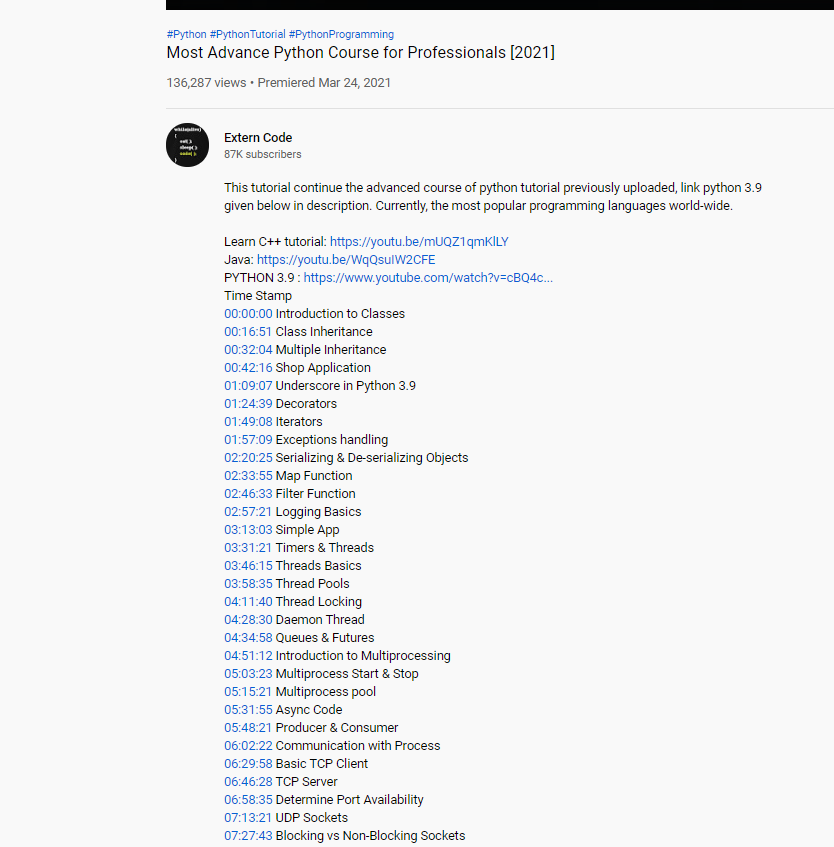 #Python #PythonTutorial #PythonProgramming
Most Advance Python Course for Professionals [2021]
136,287 views • Premiered Mar 24, 2021
while(alive)
{
eat( );
sleep( );
code( );
}
Extern Code
87K subscribers
This tutorial continue the advanced course of python tutorial previously uploaded, link python 3.9
given below in description. Currently, the most popular programming languages world-wide.
Learn C++ tutorial: https://youtu.be/mUQZ1qmKlLY
Java: https://youtu.be/WqQsuIW2CFE
PYTHON 3.9 : https://www.youtube.com/watch?v=cBQ4c...
Time Stamp
00:00:00 Introduction to Classes
00:16:51 Class Inheritance
00:32:04 Multiple Inheritance
00:42:16 Shop Application
01:09:07 Underscore in Python 3.9
01:24:39 Decorators
01:49:08 Iterators
01:57:09 Exceptions handling
02:20:25 Serializing & De-serializing Objects
02:33:55 Map Function
02:46:33 Filter Function
02:57:21 Logging Basics
03:13:03 Simple App
03:31:21 Timers & Threads
03:46:15 Threads Basics
03:58:35 Thread Pools
04:11:40 Thread Locking
04:28:30 Daemon Thread
04:34:58 Queues & Futures
04:51:12 Introduction to Multiprocessing
05:03:23 Multiprocess Start & Stop
05:15:21 Multiprocess pool
05:31:55 Async Code
05:48:21 Producer & Consumer
06:02:22 Communication with Process
06:29:58 Basic TCP Client
06:46:28 TCP Server
06:58:35 Determine Port Availability
07:13:21 UDP Sockets
07:27:43 Blocking vs Non-Blocking Sockets